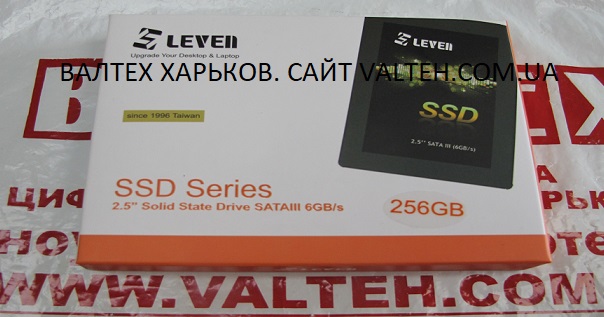 LEVEN
Upgrade Your Desktop & Laptop
LEVEN
ВАЛТЕХ ХАРЬКОВ. САЙТ VALTEH.COM.UA
SSD
since 1996 Taiwan
2.5" SATA III (6GB/s)
SSD Series
2.5" Solid State Drive SATAIII 6GB/s
256GB
LEVEN
WWW.VALTEH.COM